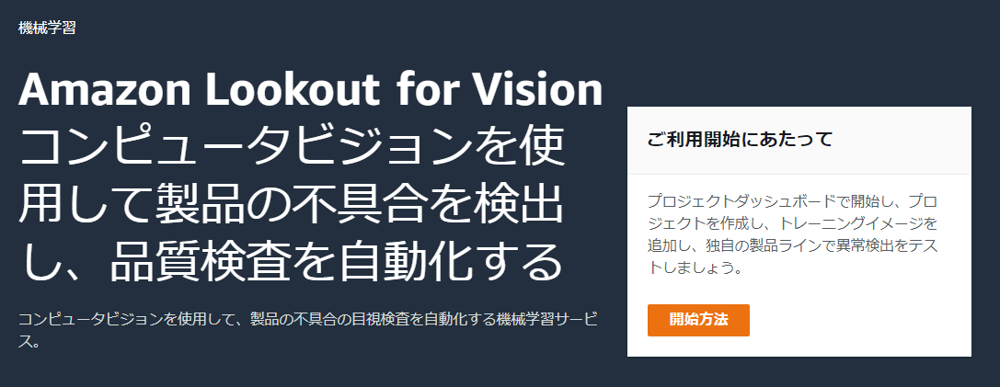 機械学習
Amazon Lookout for Vision
コンピュータビジョンを使
用して製品の不具合を検出
し、品質検査を自動化する
コンピュータビジョンを使用して、製品の不具合の目視検査を自動化する機械学習サービ
ス。
ご利用開始にあたって
プロジェクトダッシュボードで開始し、プロ
ジェクトを作成し、トレーニングイメージを
追加し、独自の製品ラインで異常検出をテス
トしましょう。
開始方法